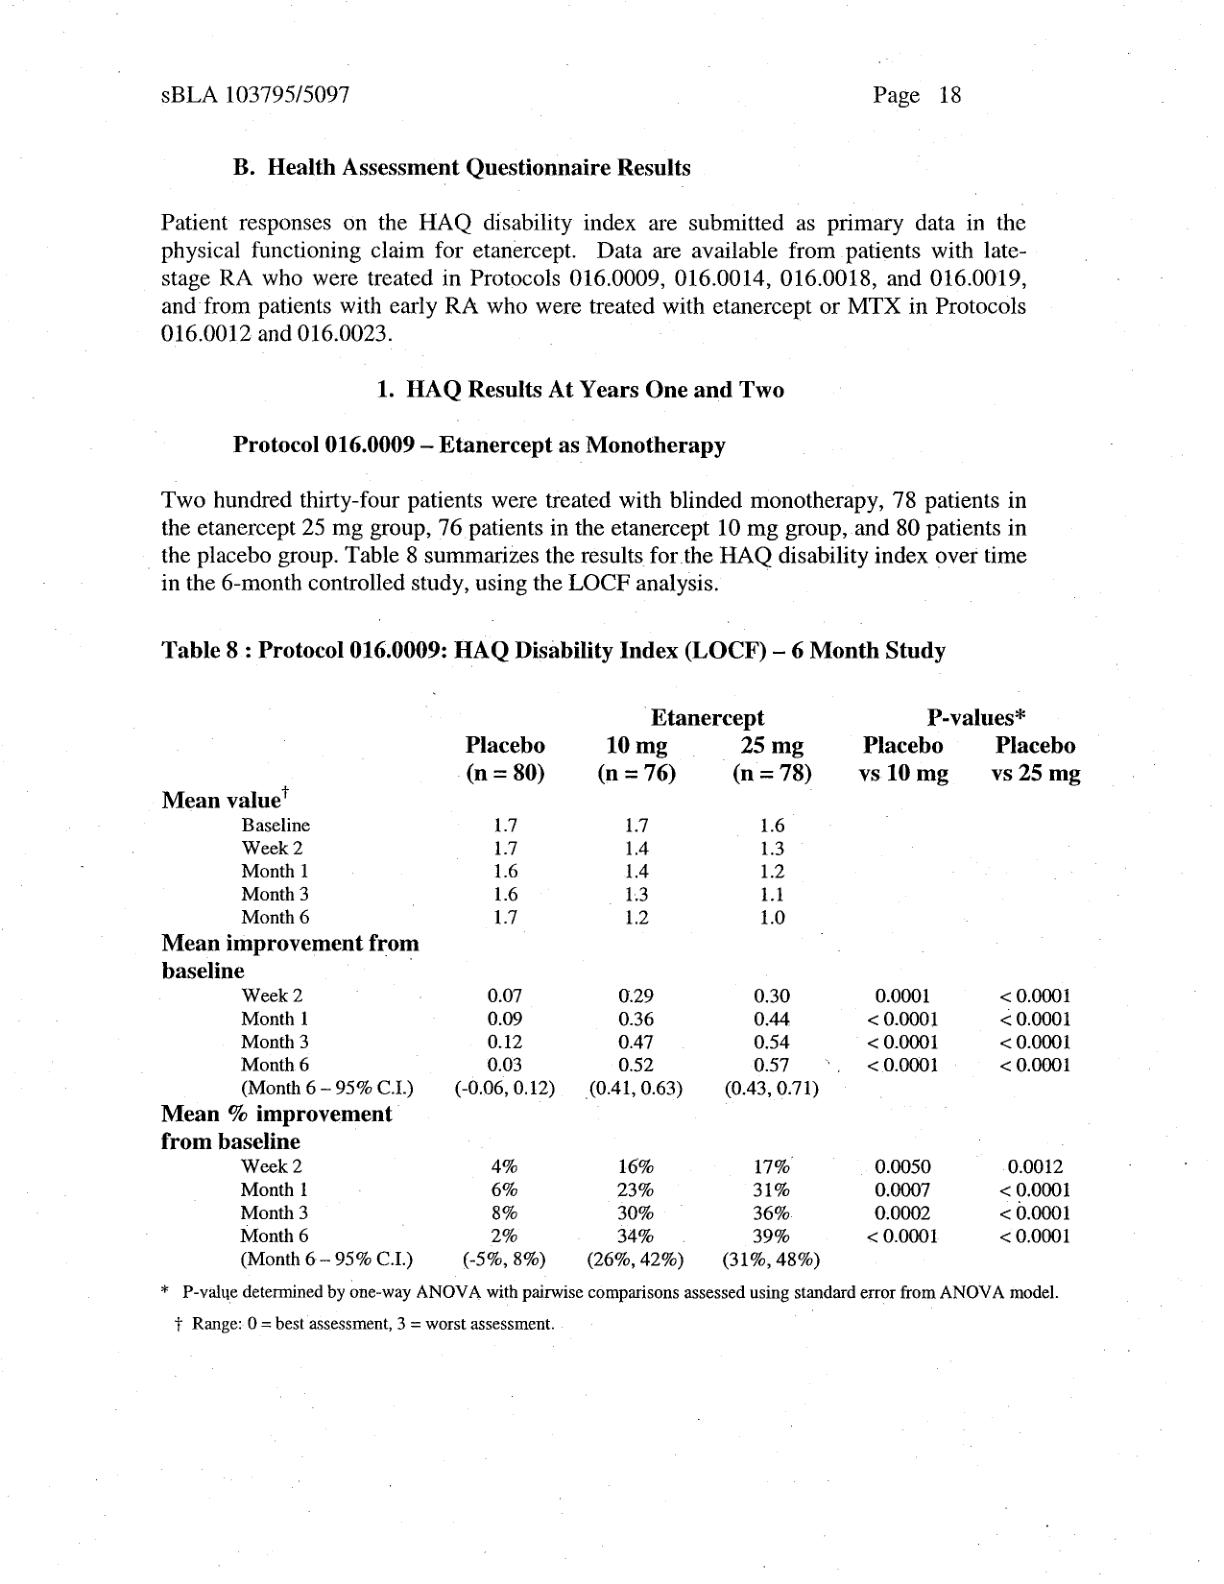 sBLA 103795/5097 Page 18
B. Health Assessment Questionnaire Results
Patient responses on the HAQ disability index are submitted as primary data in the
physical functioning claim for etanercept. Data are available from patients with late-
stage RA who were treated in Protocols 016.0009, 016.0014, 016.0018, and 016.0019,
and from patients with early RA who were treated with etanercept or MTX in Protocols
016.0012 and 016.0023.
1. HAQ Results At Years One and Two
Protocol 016.0009 – Etanercept as Monotherapy
Two hundred thirty-four patients were treated with blinded monotherapy, 78 patients in
the etanercept 25 mg group, 76 patients in the etanercept 10 mg group, and 80 patients in
the placebo group. Table 8 summarizes the results for the HAQ disability index over time
in the 6-month controlled study, using the LOCF analysis.
Table 8 : Protocol 016.0009: HAQ Disability Index (LOCF) – 6 Month Study
Etanercept P-values*
Placebo 10 mg 25 mg Placebo Placebo
(n = 80) (n = 76) (n = 78) vs 10 mg vs 25 mg
Mean value†
Baseline 1.7 1.7 1.6
Week 2 1.7 1.4 1.3
Month 1 1.6 1.4 1.2
Month 3 1.6 1.3 1.1
Month 6 1.7 1.2 1.0
Mean improvement from
baseline
Week 2 0.07 0.29 0.30 0.0001 < 0.0001
Month 1 0.09 0.36 0.44 < 0.0001 < 0.0001
Month 3 0.12 0.47 0.54 < 0.0001 < 0.0001
Month 6 0.03 0.52 0.57 < 0.0001 < 0.0001
(Month 6 – 95% C.I.) (-0.06, 0.12) (0.41, 0.63) (0.43, 0.71)
Mean % improvement
from baseline
Week 2 4% 16% 17% 0.0050 0.0012
Month 1 6% 23% 31% 0.0007 < 0.0001
Month 3 8% 30% 36% 0.0002 < 0.0001
Month 6 2% 34% 39% < 0.0001 < 0.0001
(Month 6 – 95% C.I.) (-5%, 8%) (26%, 42%) (31%, 48%)
* P-value determined by one-way ANOVA with pairwise comparisons assessed using standard error from ANOVA model.
† Range: 0 = best assessment, 3 = worst assessment.